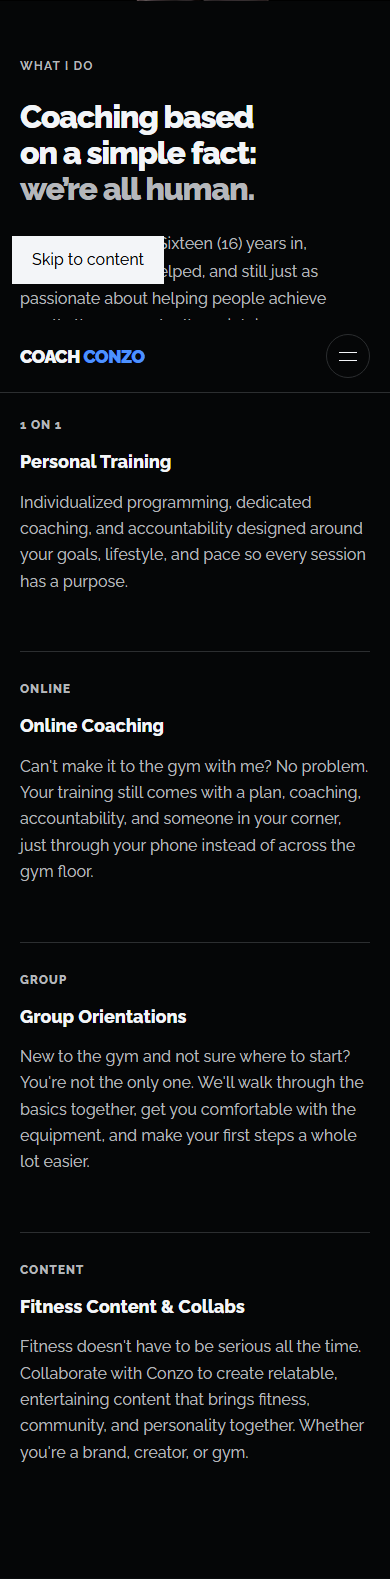 WHAT I DO
Coaching based
on a simple fact:
we're all human.
Sixteen (16) years in,
Skip to content
elped, and still just as
passionate about helping people achieve
COACH CONZO
1 ON 1
Personal Training
Individualized programming, dedicated
coaching, and accountability designed around
your goals, lifestyle, and pace so every session
has a purpose.
ONLINE
Online Coaching
Can't make it to the gym with me? No problem.
Your training still comes with a plan, coaching,
accountability, and someone in your corner,
just through your phone instead of across the
gym floor.
GROUP
Group Orientations
New to the gym and not sure where to start?
You're not the only one. We'll walk through the
basics together, get you comfortable with the
equipment, and make your first steps a whole
lot easier.
CONTENT
Fitness Content & Collabs
Fitness doesn't have to be serious all the time.
Collaborate with Conzo to create relatable,
entertaining content that brings fitness,
community, and personality together. Whether
you're a brand, creator, or gym.